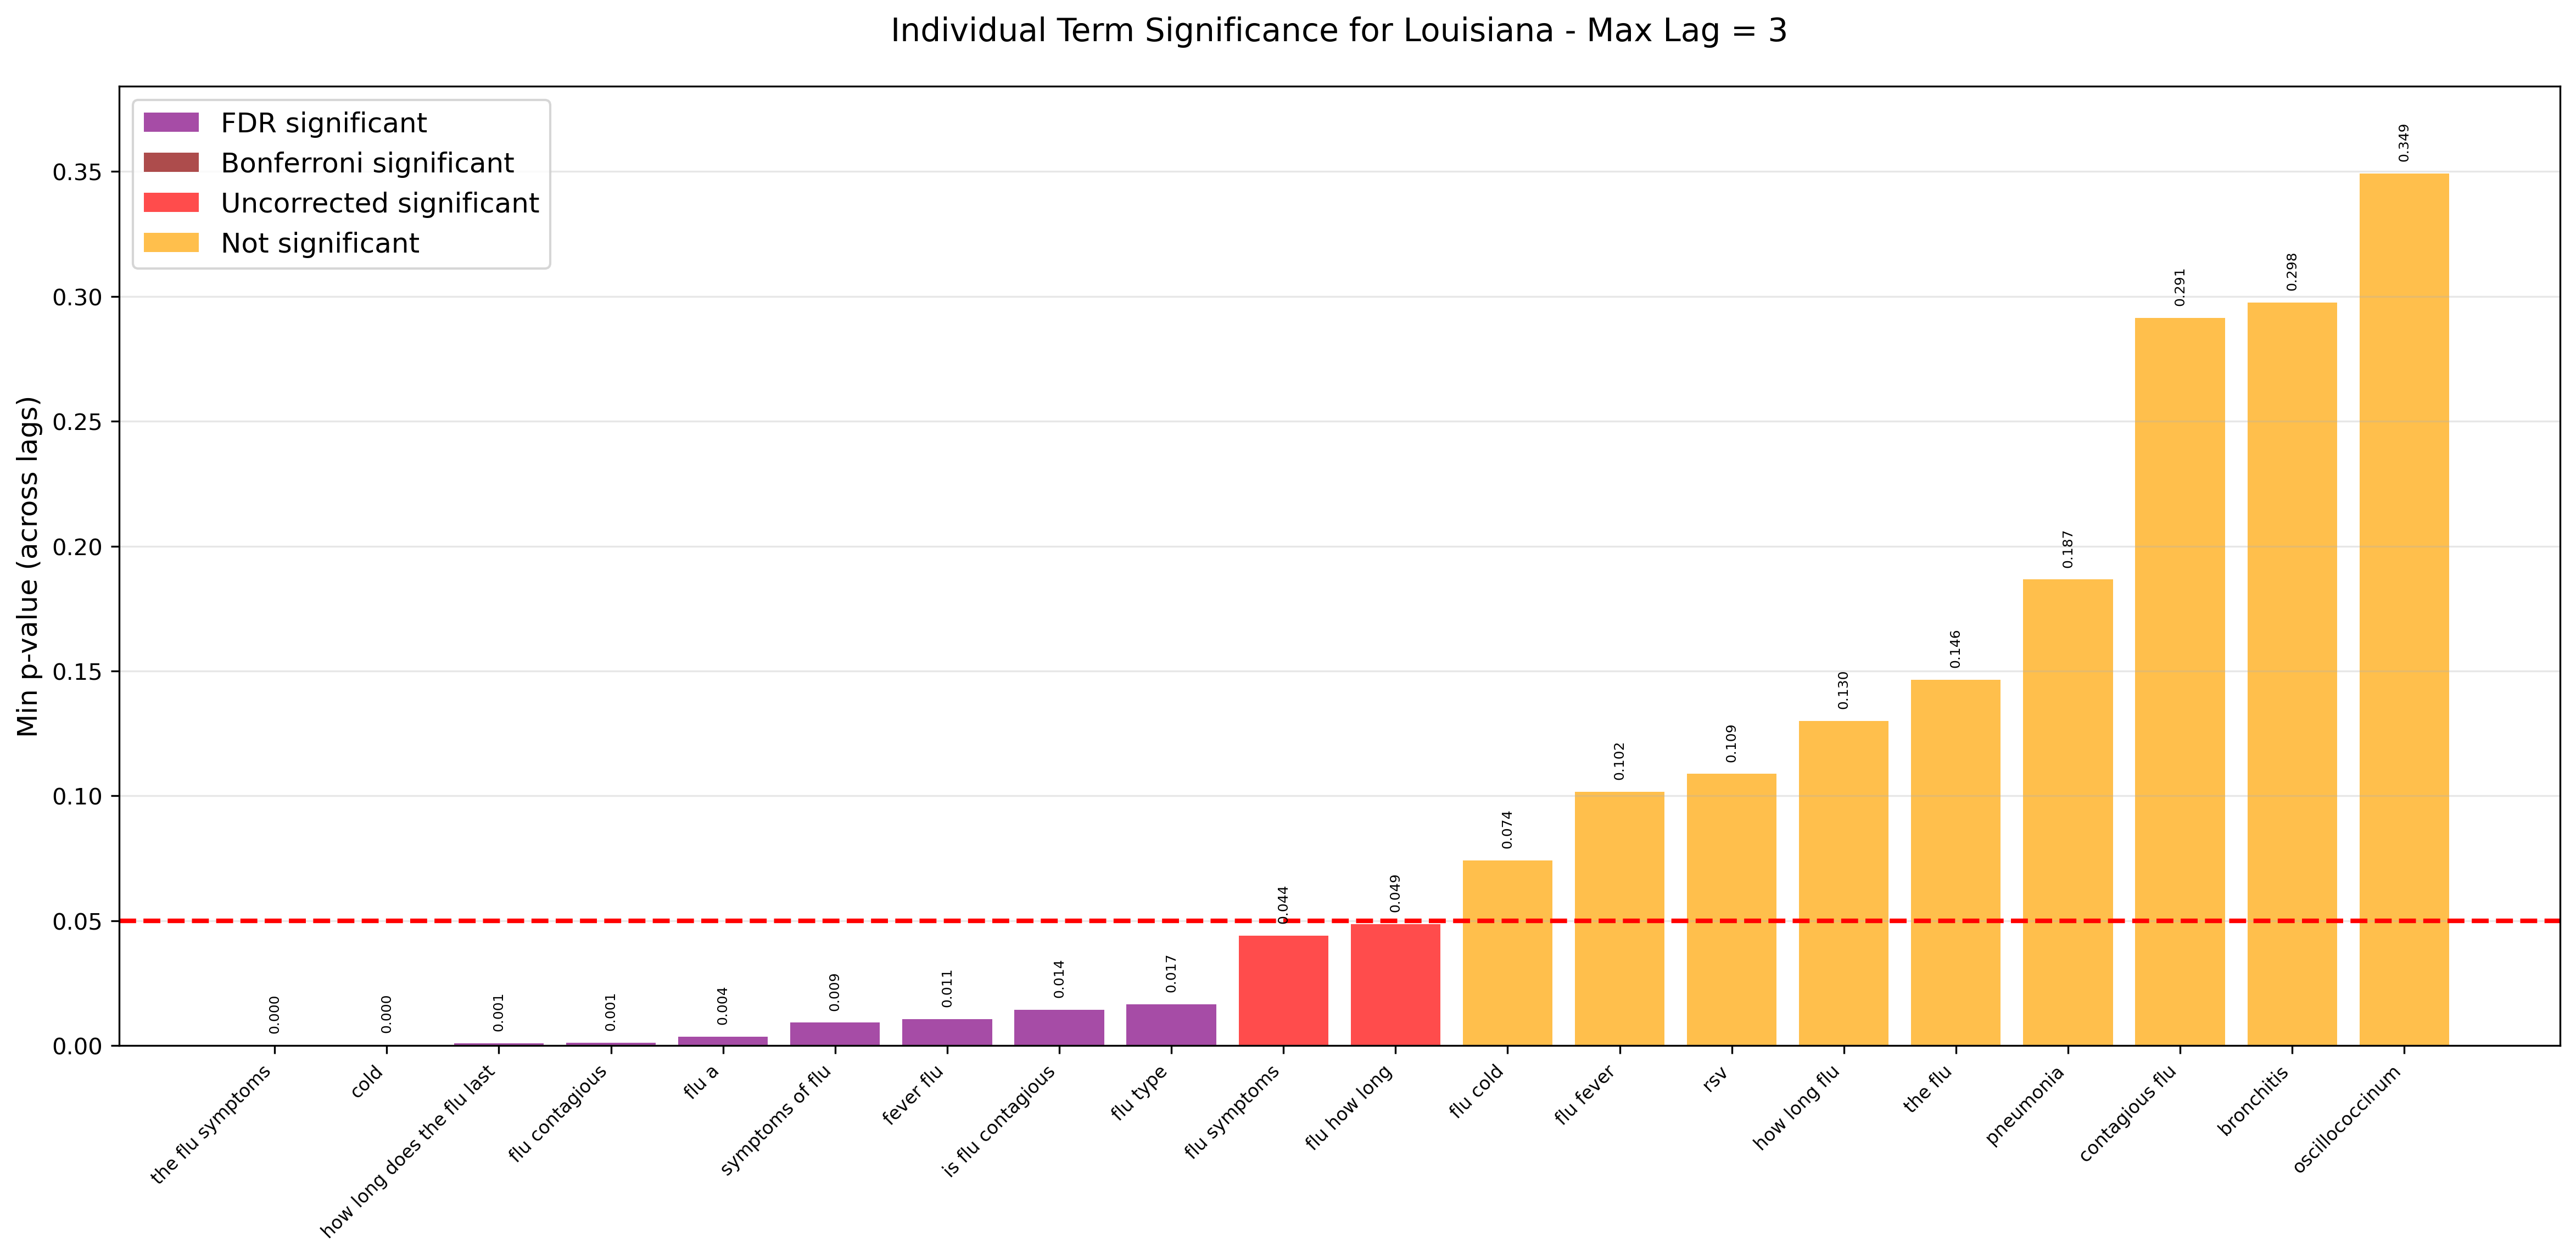 Individual Term Significance for Louisiana - Max Lag = 3
FDR significant
Bonferroni significant
Uncorrected significant
Not significant
Min p-value (across lags)
0.35
0.30
0.25
0.20
0.15
0.10
0.05
0.00
0.000
0.000
0.001
0.001
0.004
0.009
0.011
0.014
0.017
0.044
0.049
0.074
0.102
0.109
0.130
0.146
0.187
0.291
0.298
0.349
the flu symptoms
cold
how long does the flu last
flu contagious
flu a
symptoms of flu
fever flu
is flu contagious
flu type
flu symptoms
flu how long
flu cold
flu fever
rsv
how long flu
the flu
pneumonia
contagious flu
bronchitis
oscillococcinum